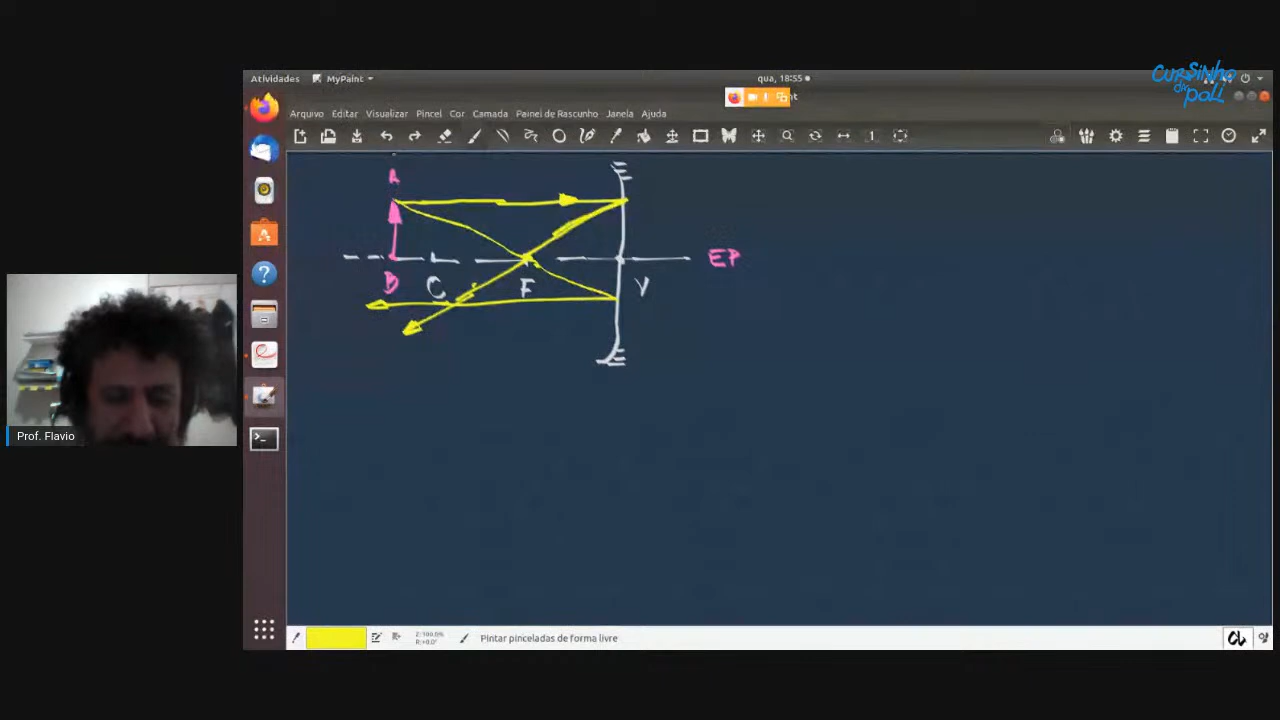 cursinho da poli
Atividades MyPaint qua, 18:55
Arquivo Editar Visualizar Pincel Cor Camada Painel de Rascunho Janela Ajuda
1
A
EP
B C F V
Prof. Flavio
Pintar pinceladas de forma livre